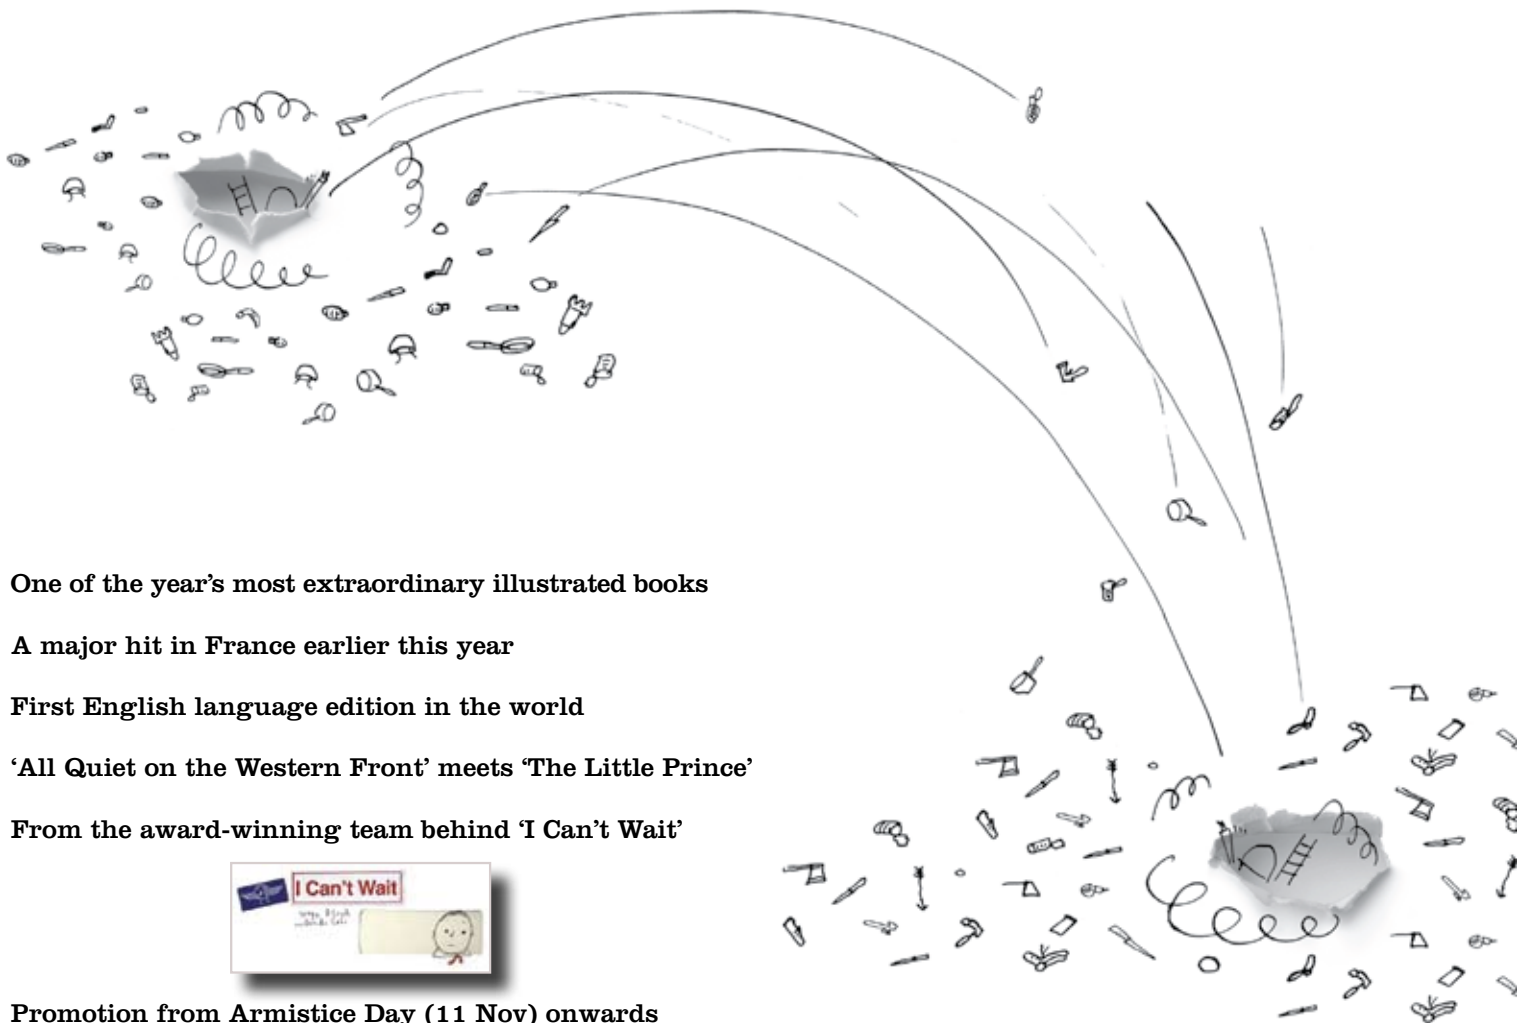 One of the year’s most extraordinary illustrated books
A major hit in France earlier this year
First English language edition in the world
‘All Quiet on the Western Front’ meets ‘The Little Prince’
From the award-winning team behind ‘I Can’t Wait’
I Can't Wait
Promotion from Armistice Day (11 Nov) onwards